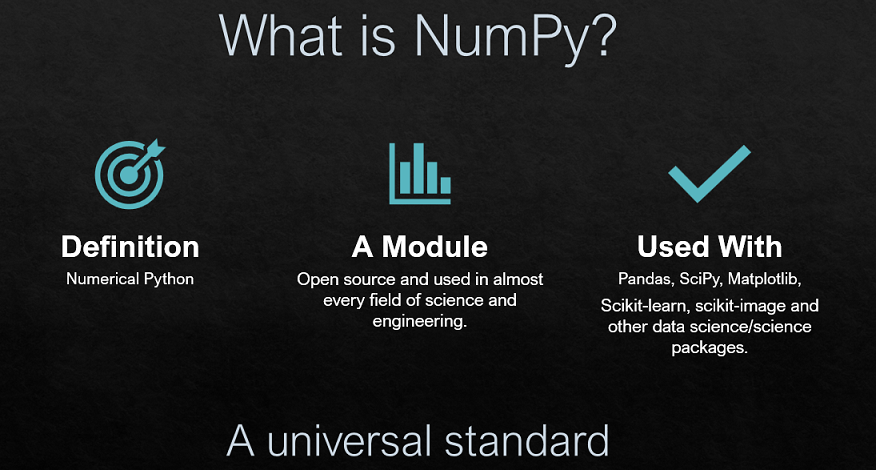 What is NumPy?
Definition
Numerical Python
A Module
Open source and used in almost
every field of science and
engineering.
Used With
Pandas, SciPy, Matplotlib,
Scikit-learn, scikit-image and
other data science/science
packages.
A universal standard